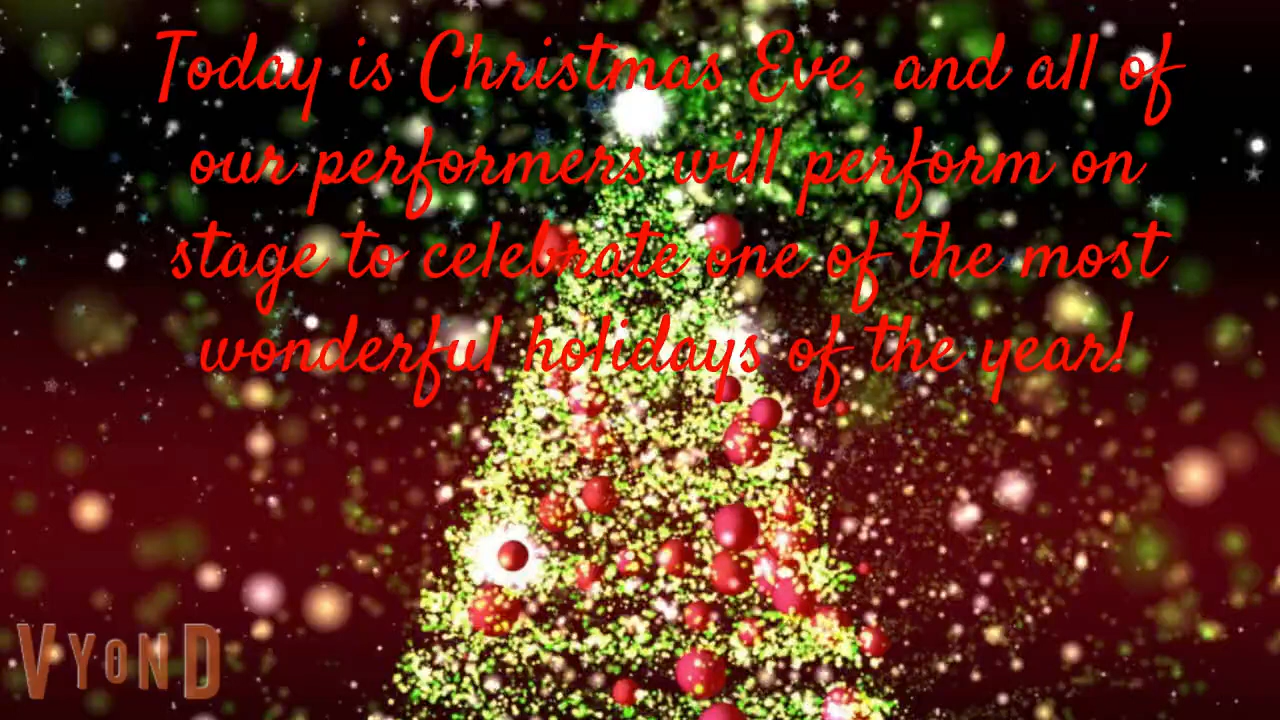 Today is Christmas Eve, and all of
our performers will perform on
stage to celebrate one of the most
wonderful holidays of the year!
VYOND